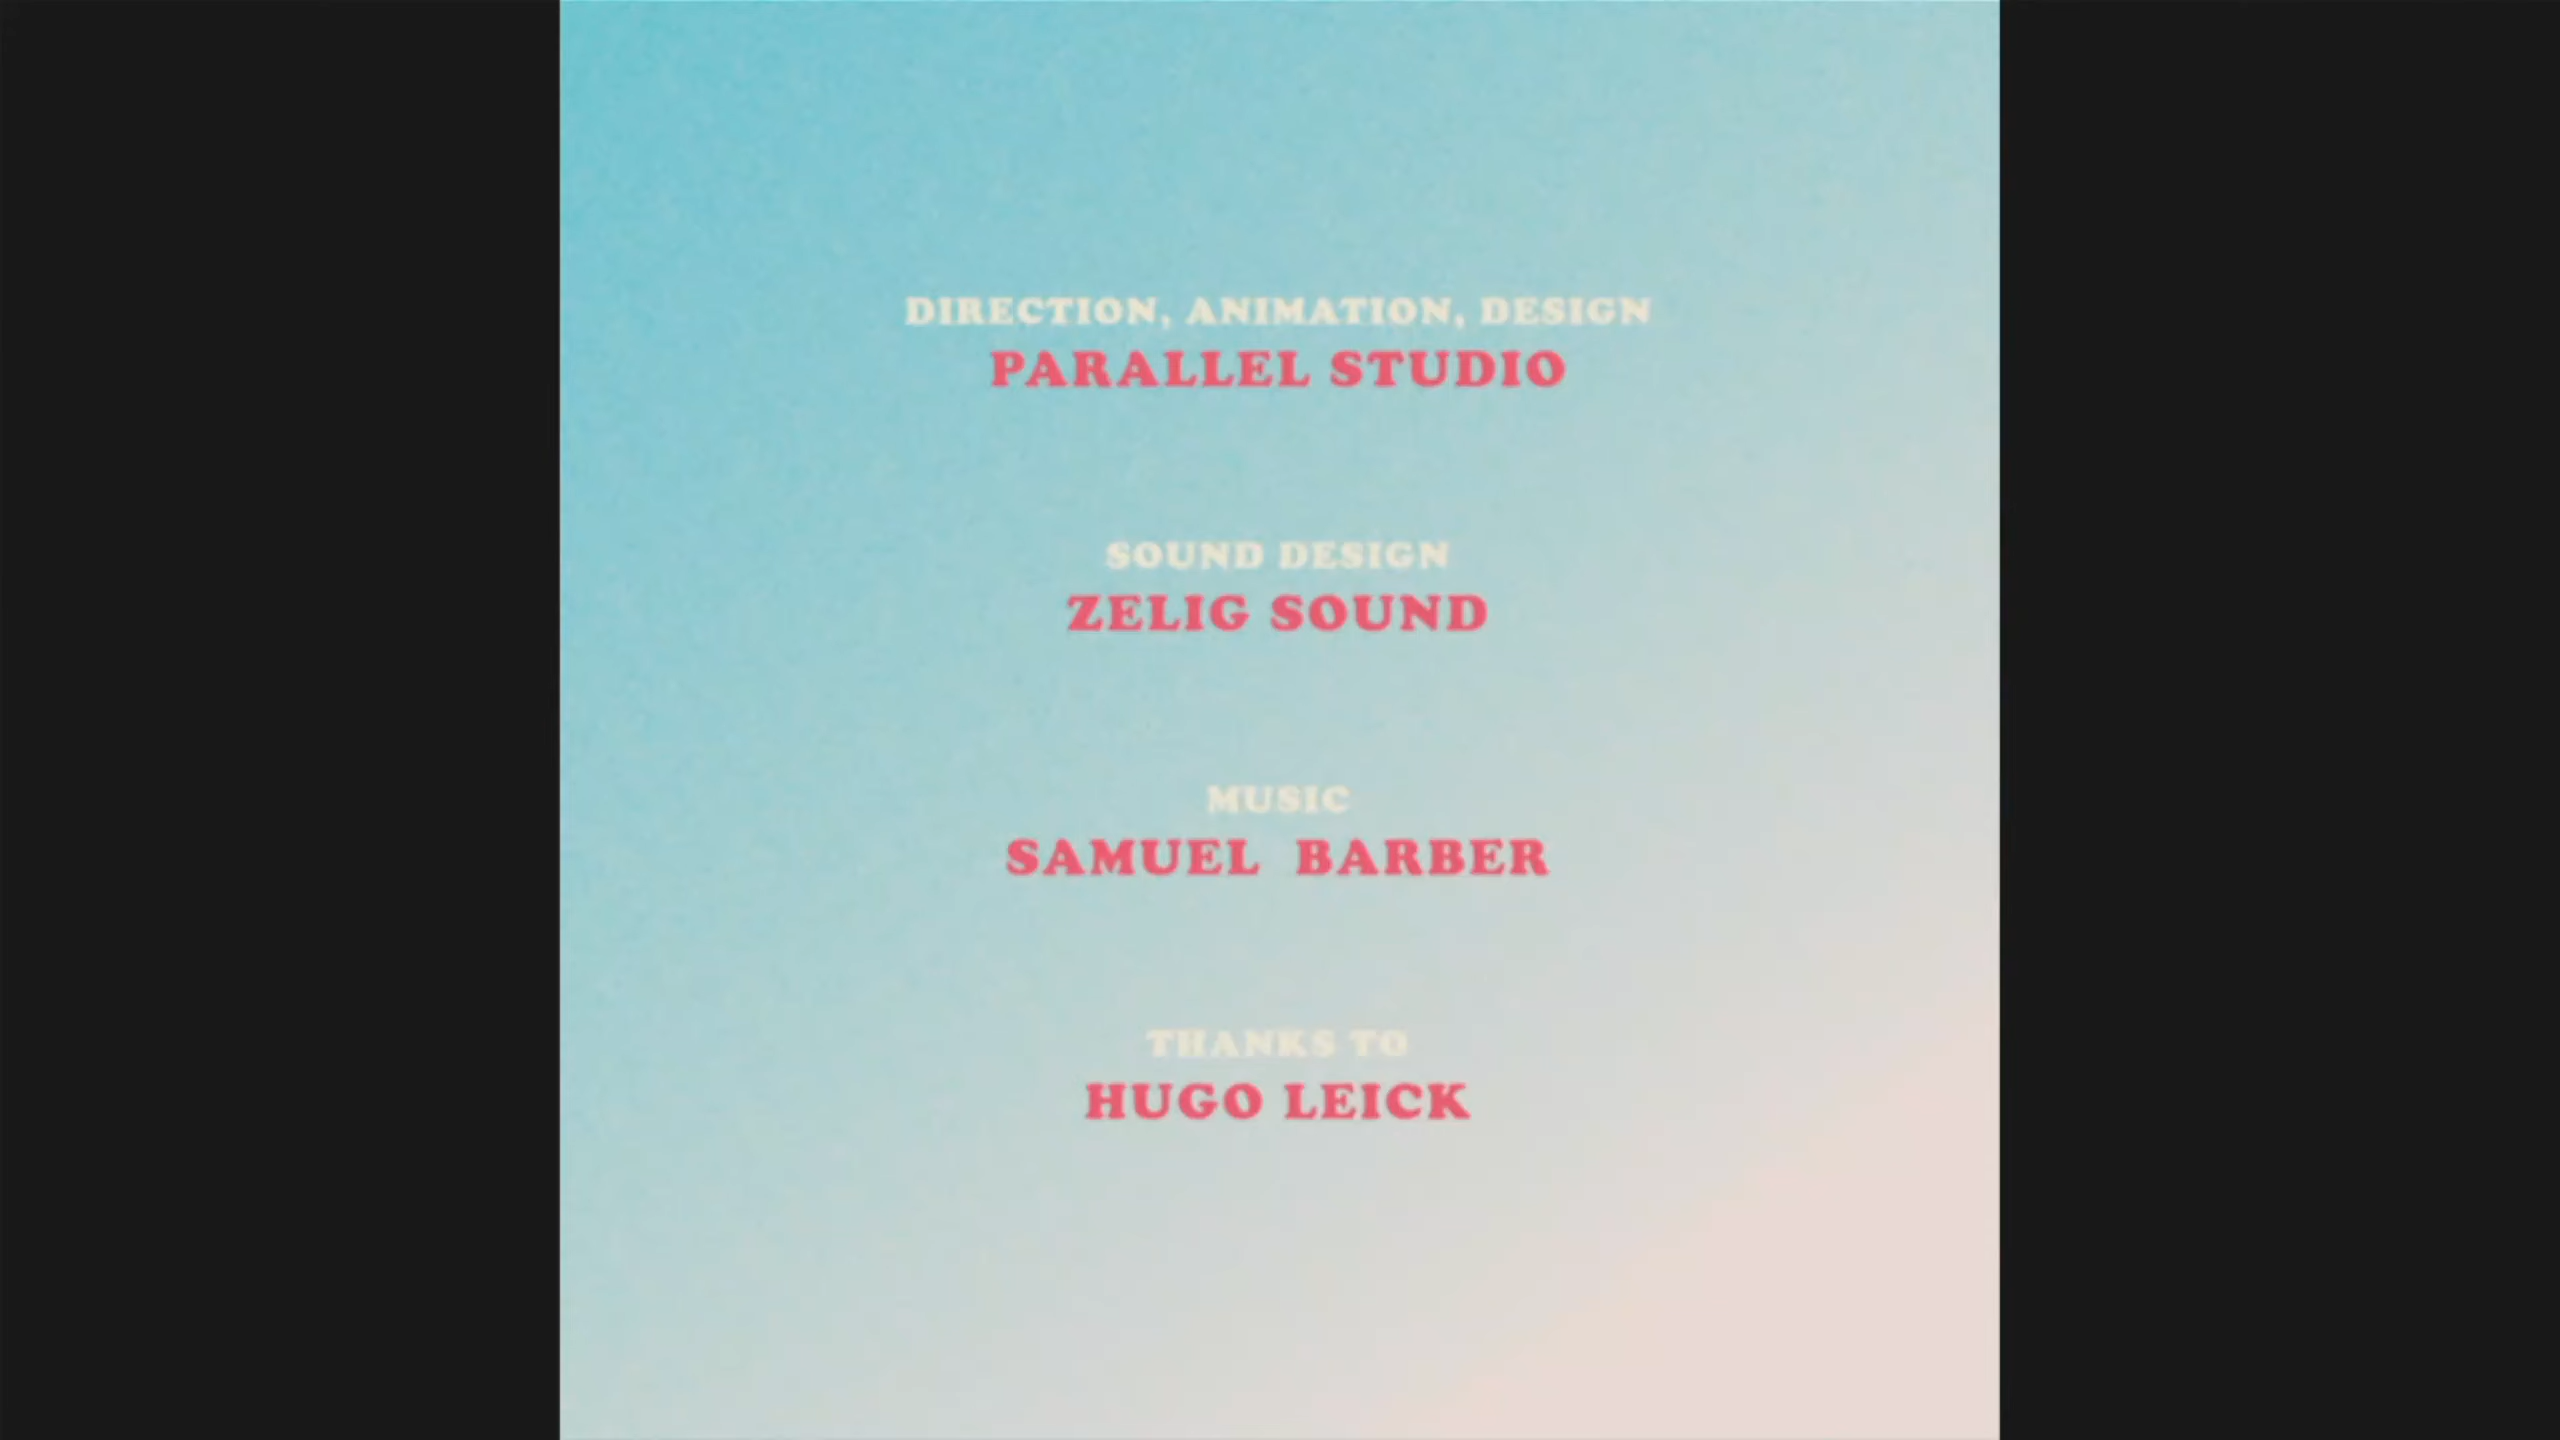 DIRECTION, ANIMATION, DESIGN
PARALLEL STUDIO
SOUND DESIGN
ZELIG SOUND
MUSIC
SAMUEL BARBER
THANKS TO
HUGO LEICK